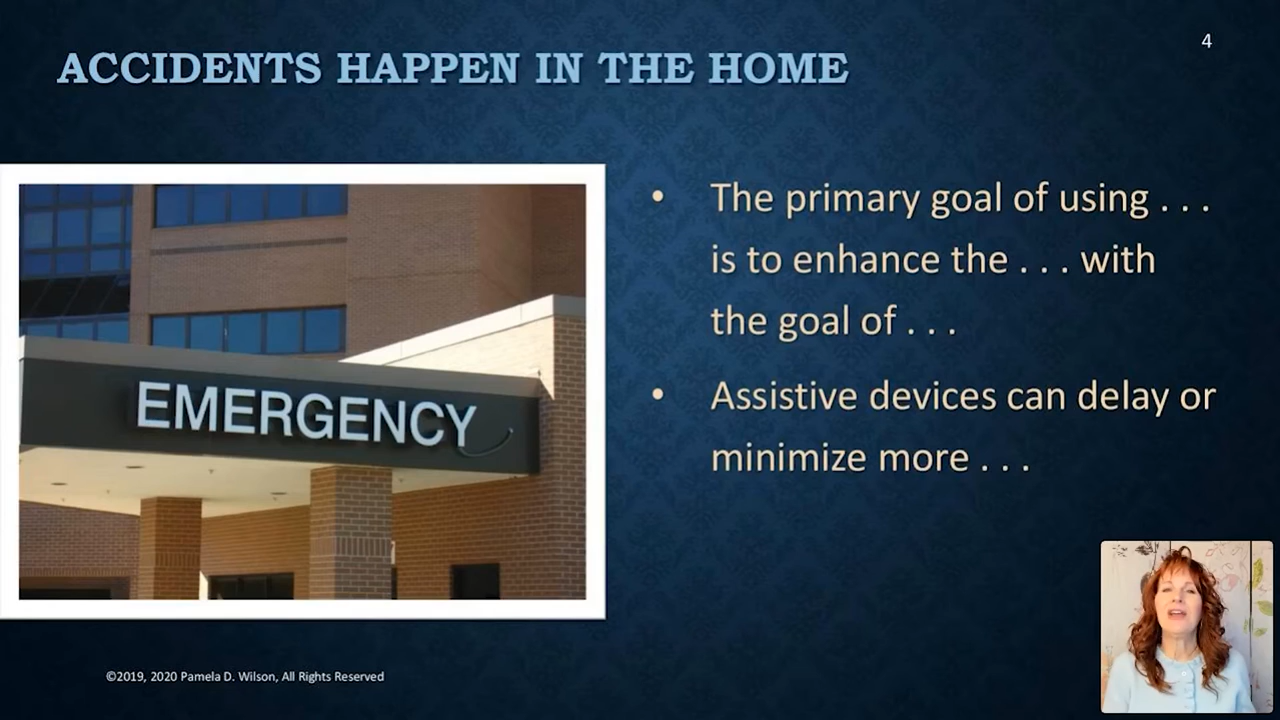 ACCIDENTS HAPPEN IN THE HOME
4
EMERGENCY
• The primary goal of using . . .
is to enhance the . . . with
the goal of . . .
• Assistive devices can delay or
minimize more . . .
©2019, 2020 Pamela D. Wilson, All Rights Reserved